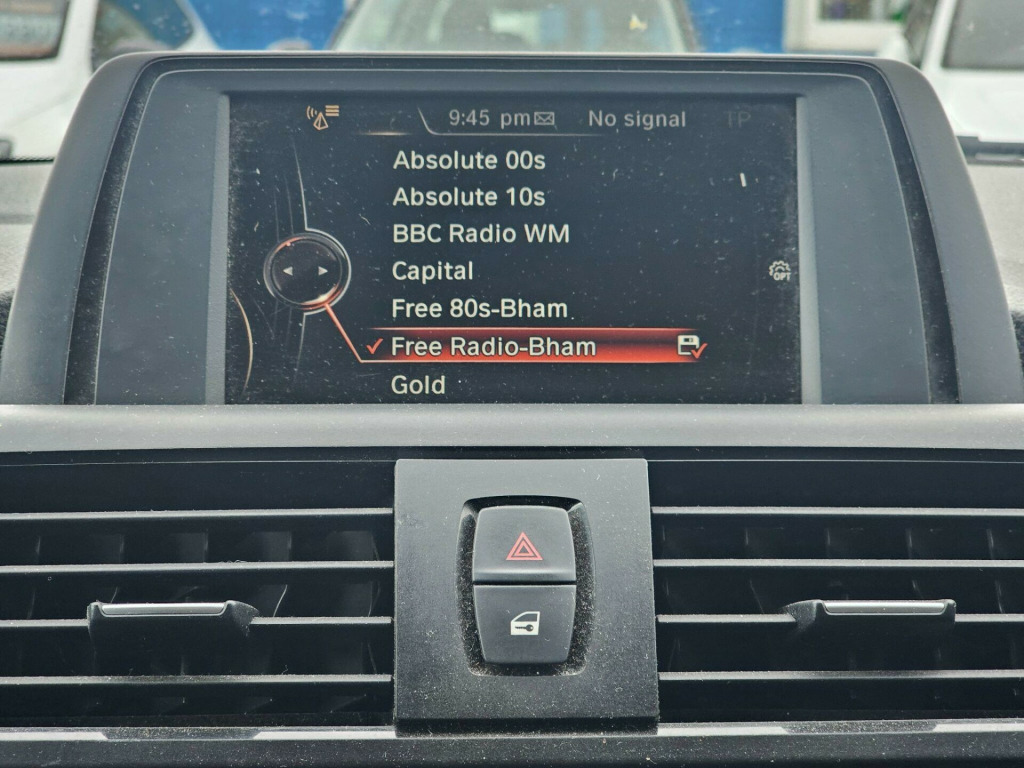 9:45 pm No signal TP
Absolute 00s
Absolute 10s
BBC Radio WM
Capital
Free 80s-Bham
Free Radio-Bham
OPT
Gold